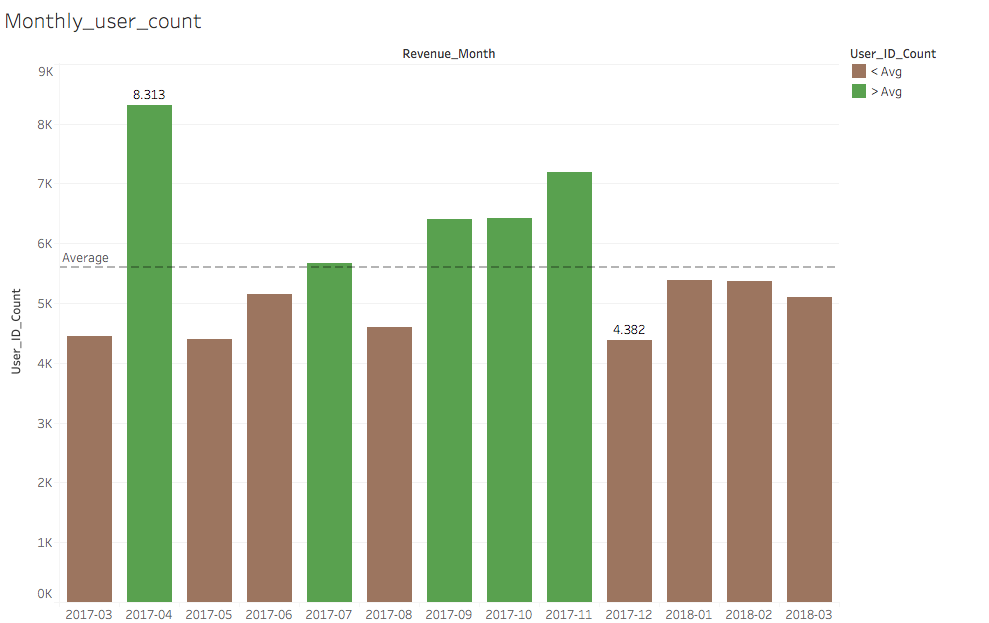 Monthly_user_count
Revenue_Month
User_ID_Count
< Avg
> Avg
9K
8K
7K
6K
5K
4K
3K
2K
1K
0K
User_ID_Count
Average
8.313
4.382
2017-03 2017-04 2017-05 2017-06 2017-07 2017-08 2017-09 2017-10 2017-11 2017-12 2018-01 2018-02 2018-03